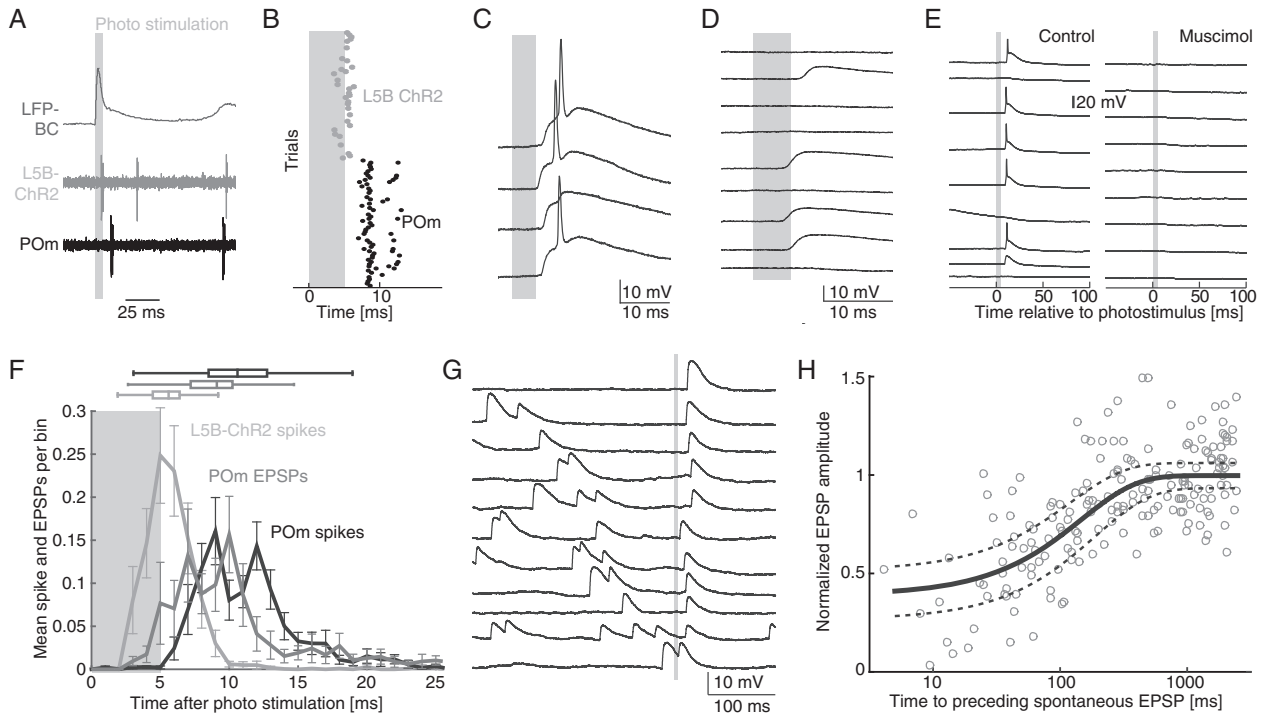 A
Photo stimulation
LFP-
BC
L5B-
ChR2
POm
25 ms
B
Trials
L5B ChR2
POm
0 10
Time [ms]
C
10 mV
10 ms
D
10 mV
10 ms
E
Control
Muscimol
20 mV
0 50 100
0 50 100
Time relative to photostimulus [ms]
F
Mean spike and EPSPs per bin
0.3
0.25
0.2
0.15
0.1
0.05
0
L5B-ChR2 spikes
POm EPSPs
POm spikes
0 5 10 15 20 25
Time after photo stimulation [ms]
G
10 mV
100 ms
H
Normalized EPSP amplitude
1.5
1
0.5
0
10 100 1000
Time to preceding spontaneous EPSP [ms]